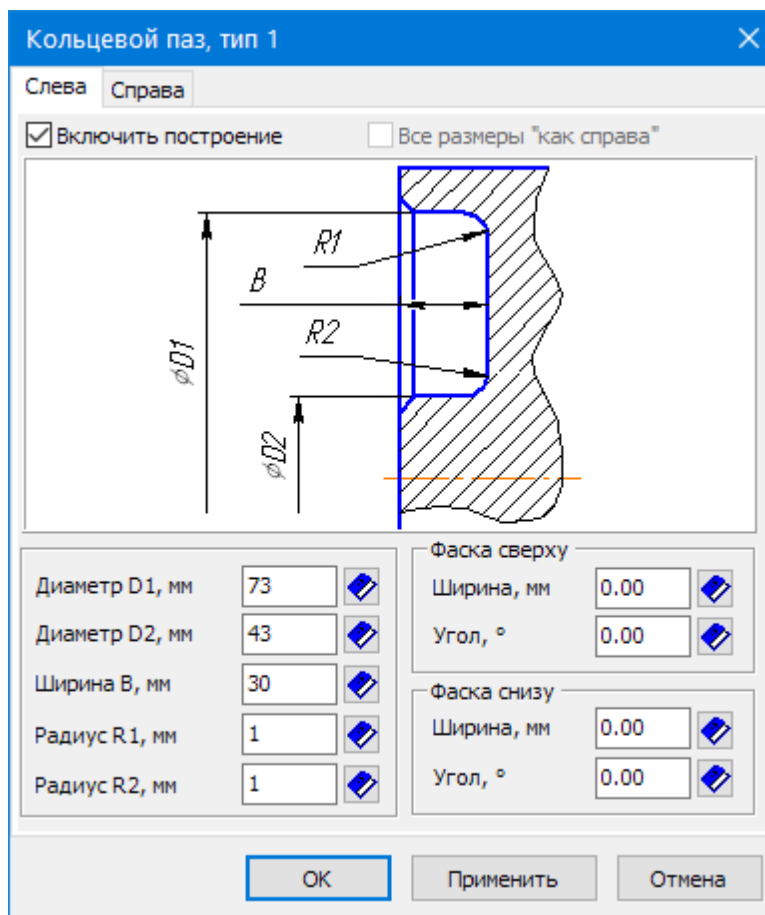 Кольцевой паз, тип 1
Слева Справа
Включить построение Все размеры "как справа"
R1
B
R2
⌀D1
⌀D2
Диаметр D1, мм 73
Диаметр D2, мм 43
Ширина B, мм 30
Радиус R1, мм 1
Радиус R2, мм 1
Фаска сверху
Ширина, мм 0.00
Угол, ° 0.00
Фаска снизу
Ширина, мм 0.00
Угол, ° 0.00
OK Применить Отмена